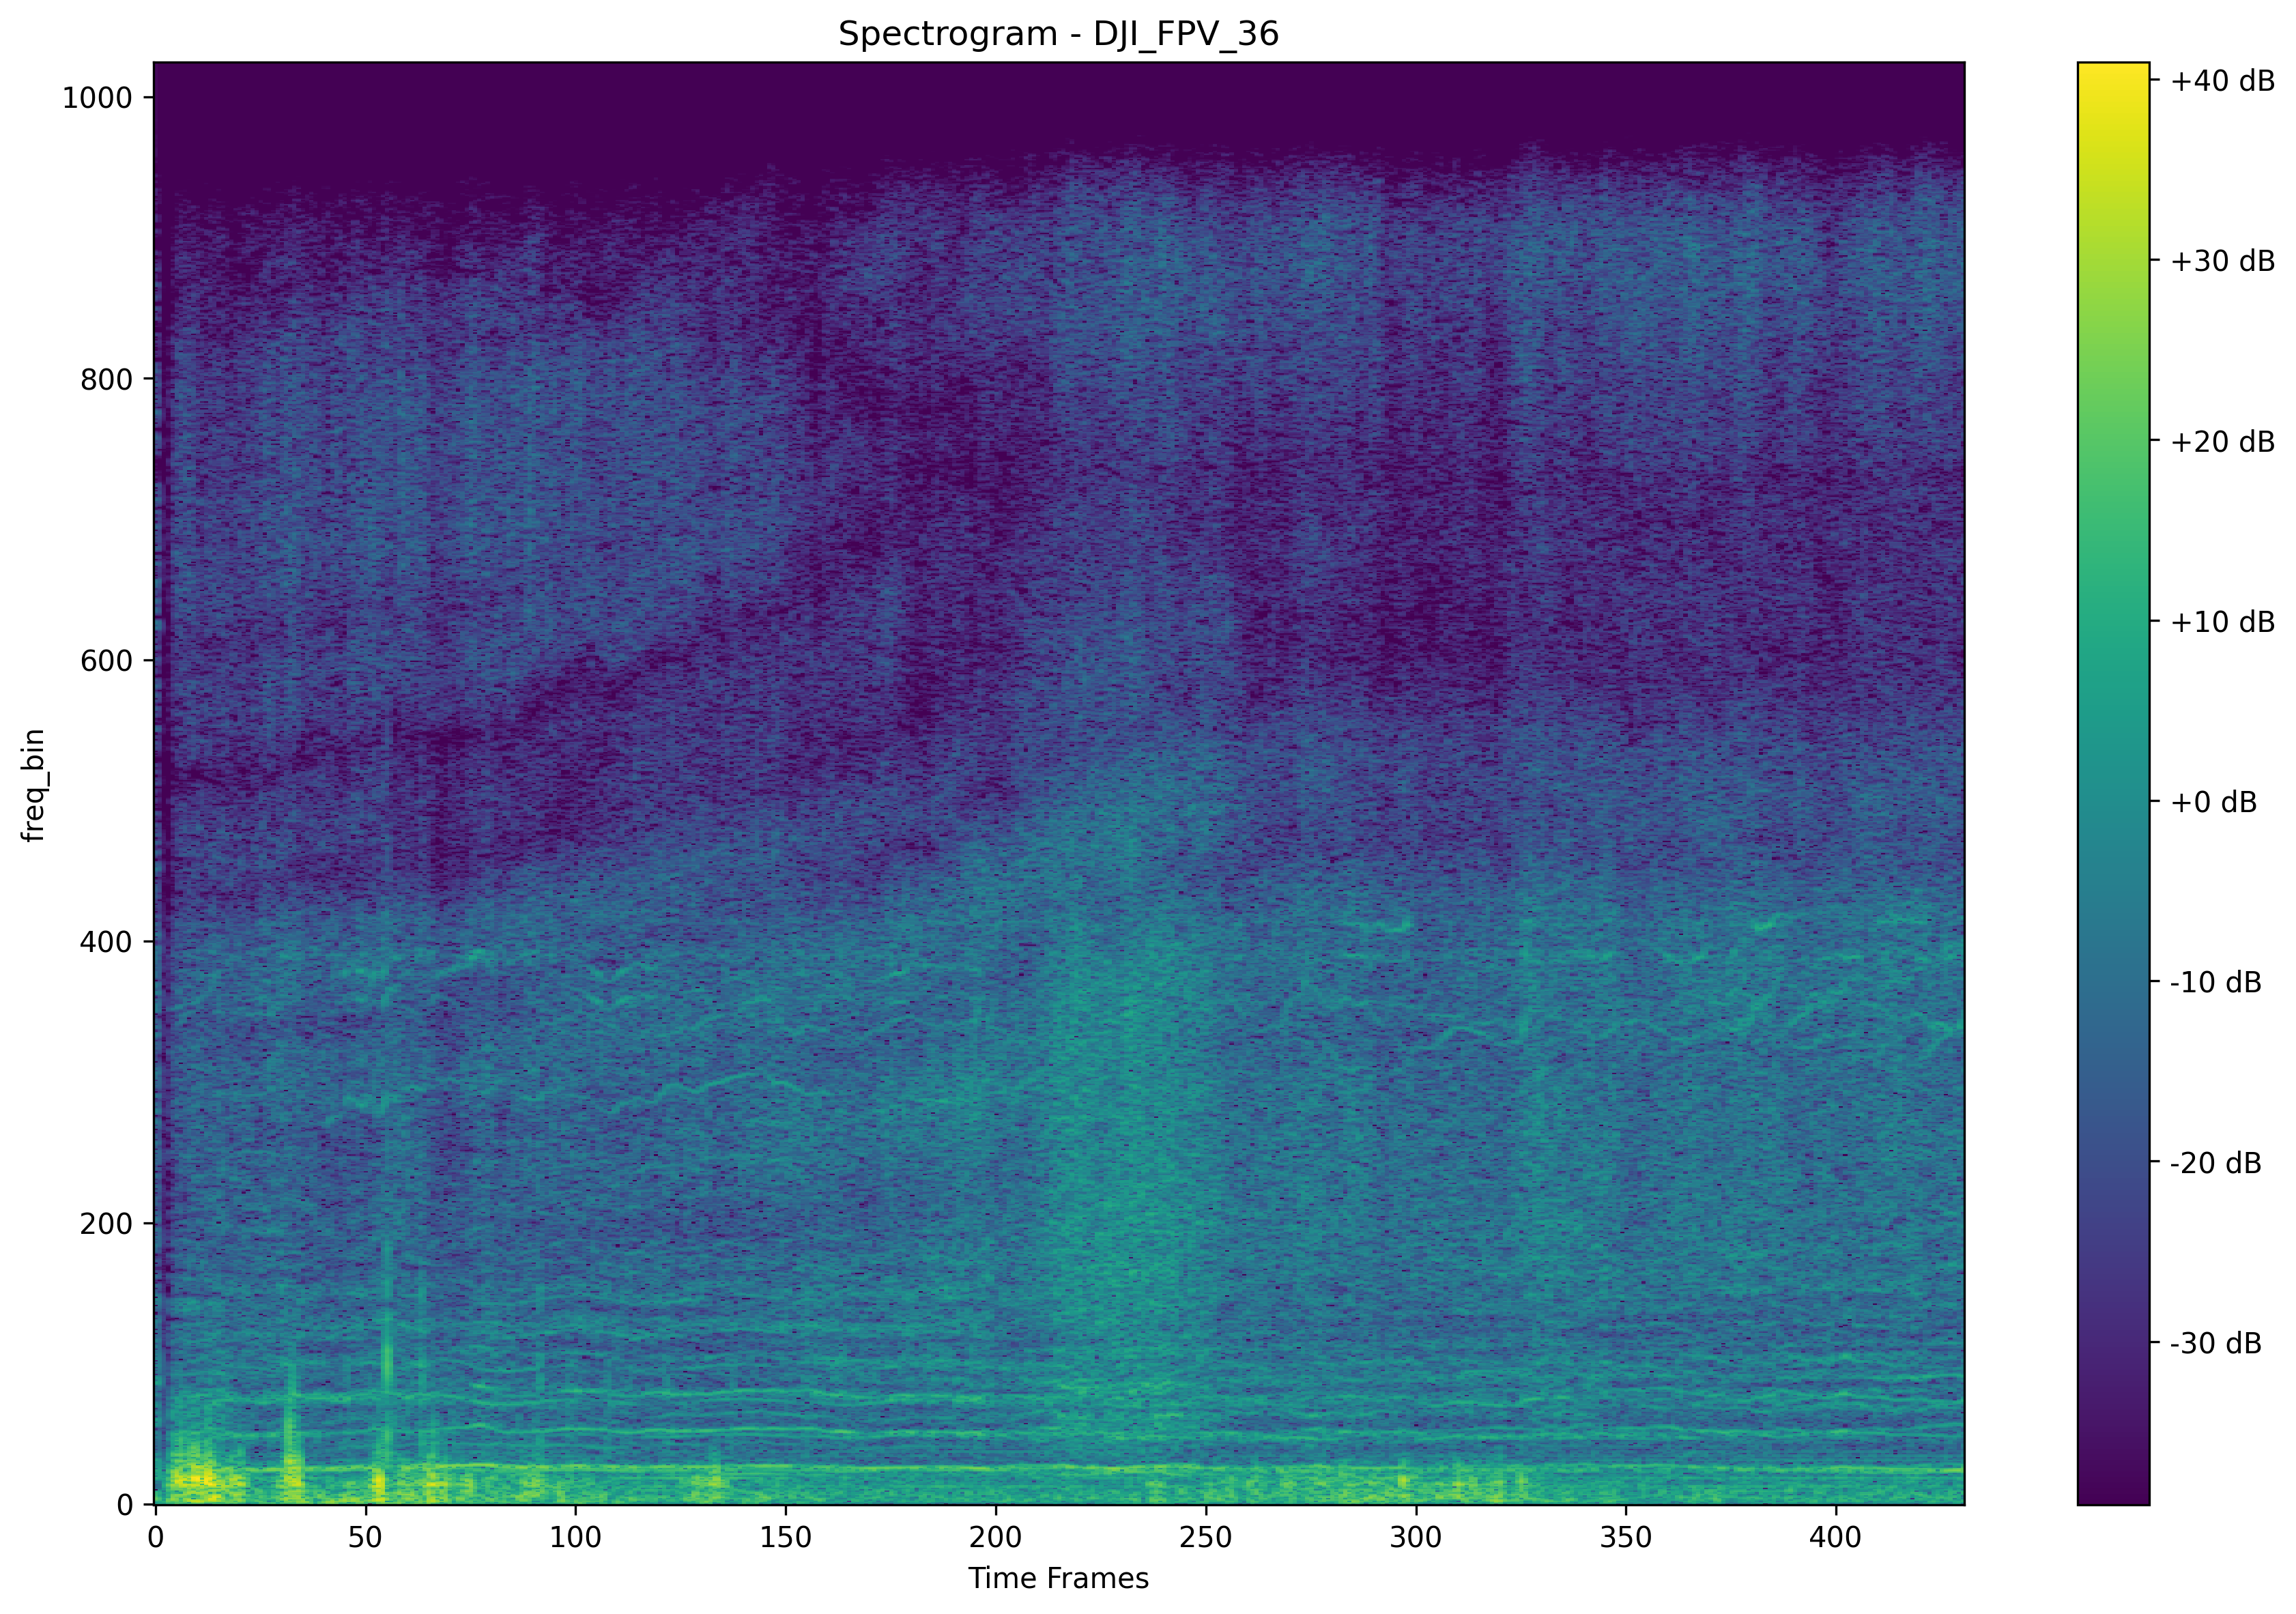 Spectrogram - DJI_FPV_36
1000
800
600
400
200
0
freq_bin
0 50 100 150 200 250 300 350 400
Time Frames
+40 dB
+30 dB
+20 dB
+10 dB
+0 dB
-10 dB
-20 dB
-30 dB